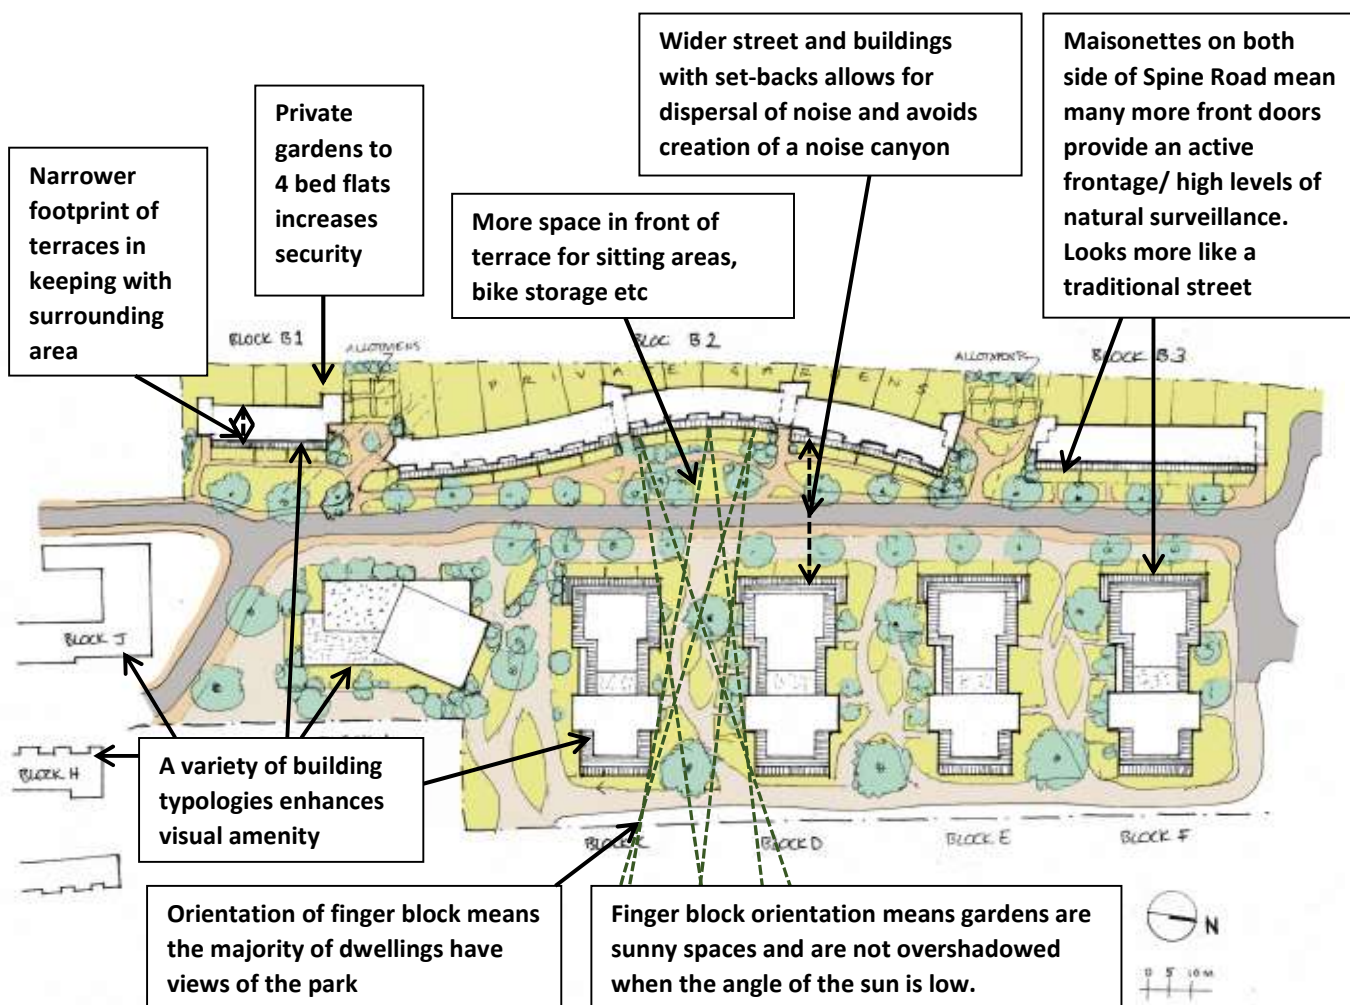 Wider street and buildings
with set-backs allows for
dispersal of noise and avoids
creation of a noise canyon
Maisonettes on both
side of Spine Road mean
many more front doors
provide an active
frontage/ high levels of
natural surveillance.
Looks more like a
traditional street
Private
gardens to
4 bed flats
increases
security
Narrower
footprint of
terraces in
keeping with
surrounding
area
More space in front of
terrace for sitting areas,
bike storage etc
BLOCK B1
ALLOTMENS
BLOC B2
ALLOTMENTS
BLOCK B3
PRIVATE GARDENS
BLOCK J
BLOCK H
A variety of building
typologies enhances
visual amenity
BLOCK C
BLOCK D
BLOCK E
BLOCK F
Orientation of finger block means
the majority of dwellings have
views of the park
Finger block orientation means gardens are
sunny spaces and are not overshadowed
when the angle of the sun is low.
N
0 5 10M